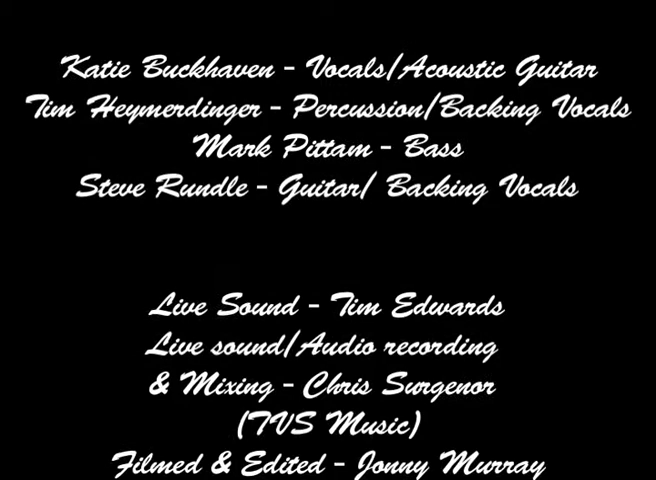 Katie Buckhaven - Vocals/Acoustic Guitar
Tim Heymerdinger - Percussion/Backing Vocals
Mark Pittam - Bass
Steve Rundle - Guitar/ Backing Vocals
Live Sound - Tim Edwards
Live sound/Audio recording
& Mixing - Chris Surgenor
(TVS Music)
Filmed & Edited - Jonny Murray